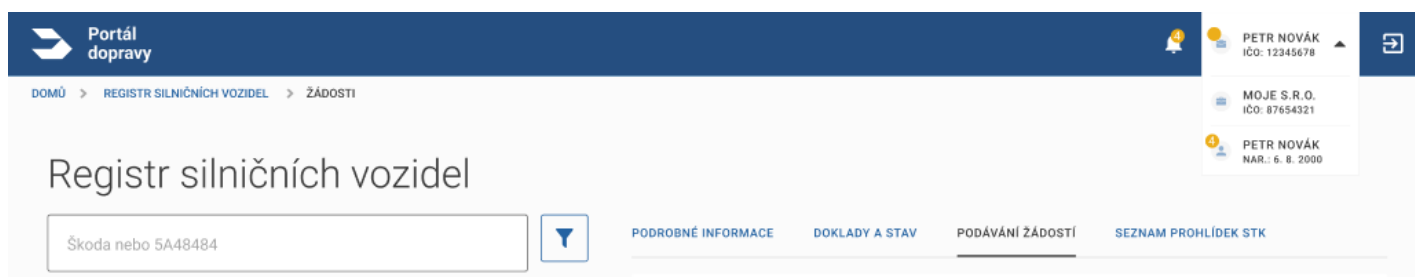 Portál
dopravy
4
PETR NOVÁK
IČO: 12345678
DOMŮ > REGISTR SILNIČNÍCH VOZIDEL > ŽÁDOSTI
MOJE S.R.O.
IČO: 87654321
4
PETR NOVÁK
NAR.: 6. 8. 2000
Registr silničních vozidel
Škoda nebo 5A48484
PODROBNÉ INFORMACE DOKLADY A STAV PODÁVÁNÍ ŽÁDOSTÍ SEZNAM PROHLÍDEK STK